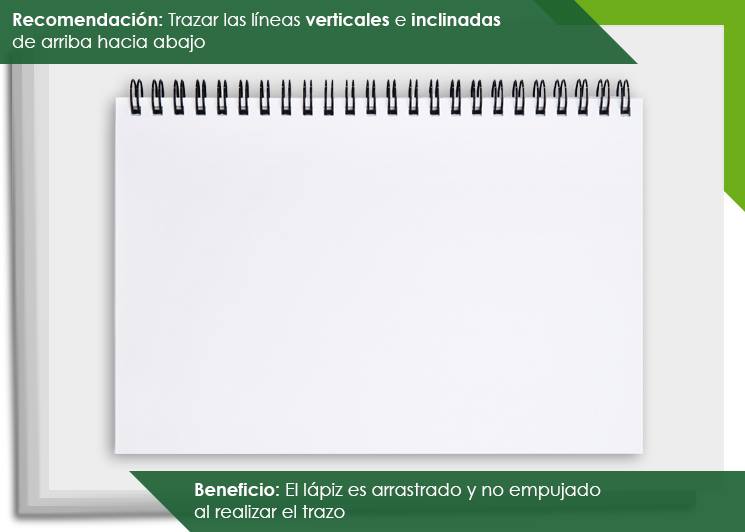 Recomendación: Trazar las líneas verticales e inclinadas
de arriba hacia abajo
Beneficio: El lápiz es arrastrado y no empujado
al realizar el trazo